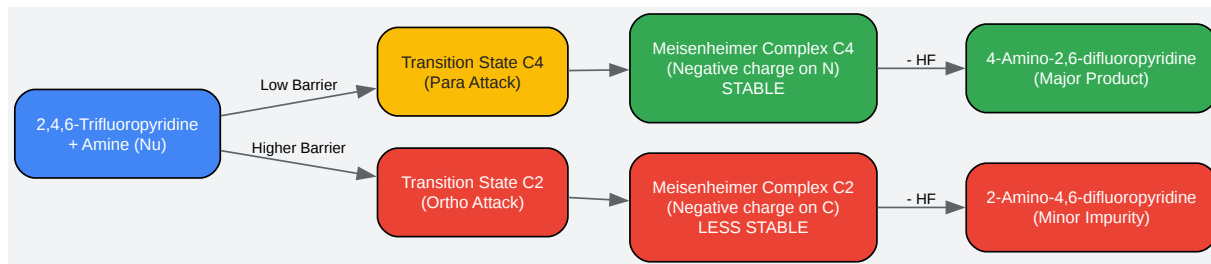 2,4,6-Trifluoropyridine
+ Amine (Nu)
Low Barrier
Higher Barrier
Transition State C4
(Para Attack)
Meisenheimer Complex C4
(Negative charge on N)
STABLE
- HF
4-Amino-2,6-difluoropyridine
(Major Product)
Transition State C2
(Ortho Attack)
Meisenheimer Complex C2
(Negative charge on C)
LESS STABLE
- HF
2-Amino-4,6-difluoropyridine
(Minor Impurity)